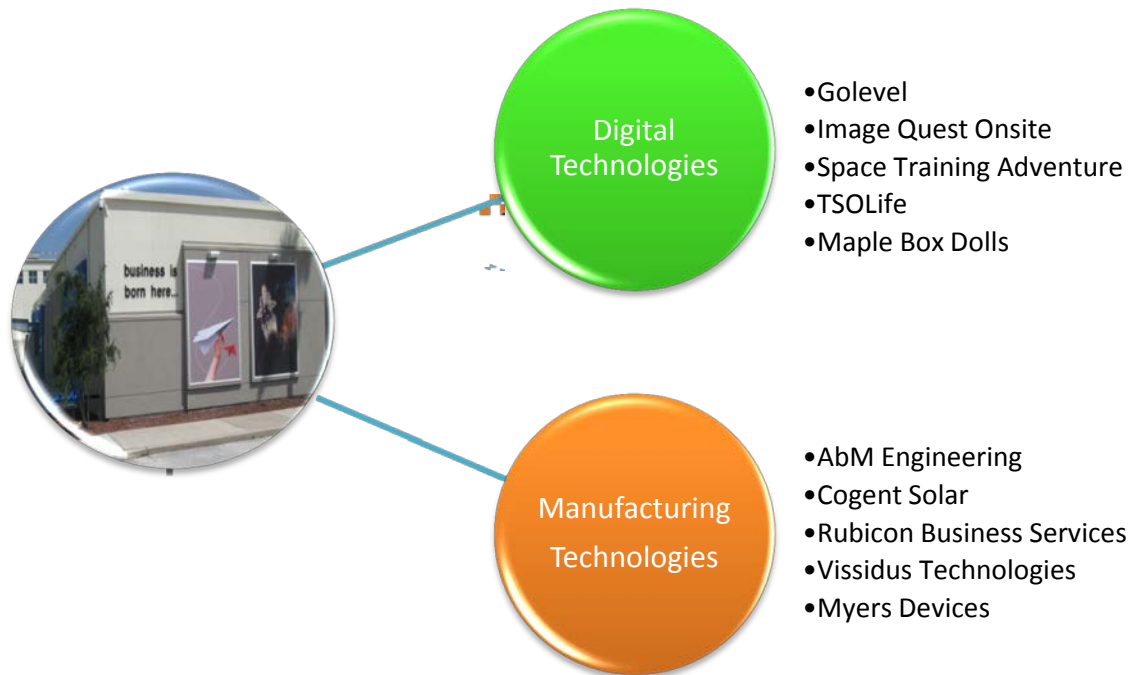 business is
born here...
Digital
Technologies
•Golevel
•Image Quest Onsite
•Space Training Adventure
•TSOLife
•Maple Box Dolls
Manufacturing
Technologies
•AbM Engineering
•Cogent Solar
•Rubicon Business Services
•Vissidus Technologies
•Myers Devices